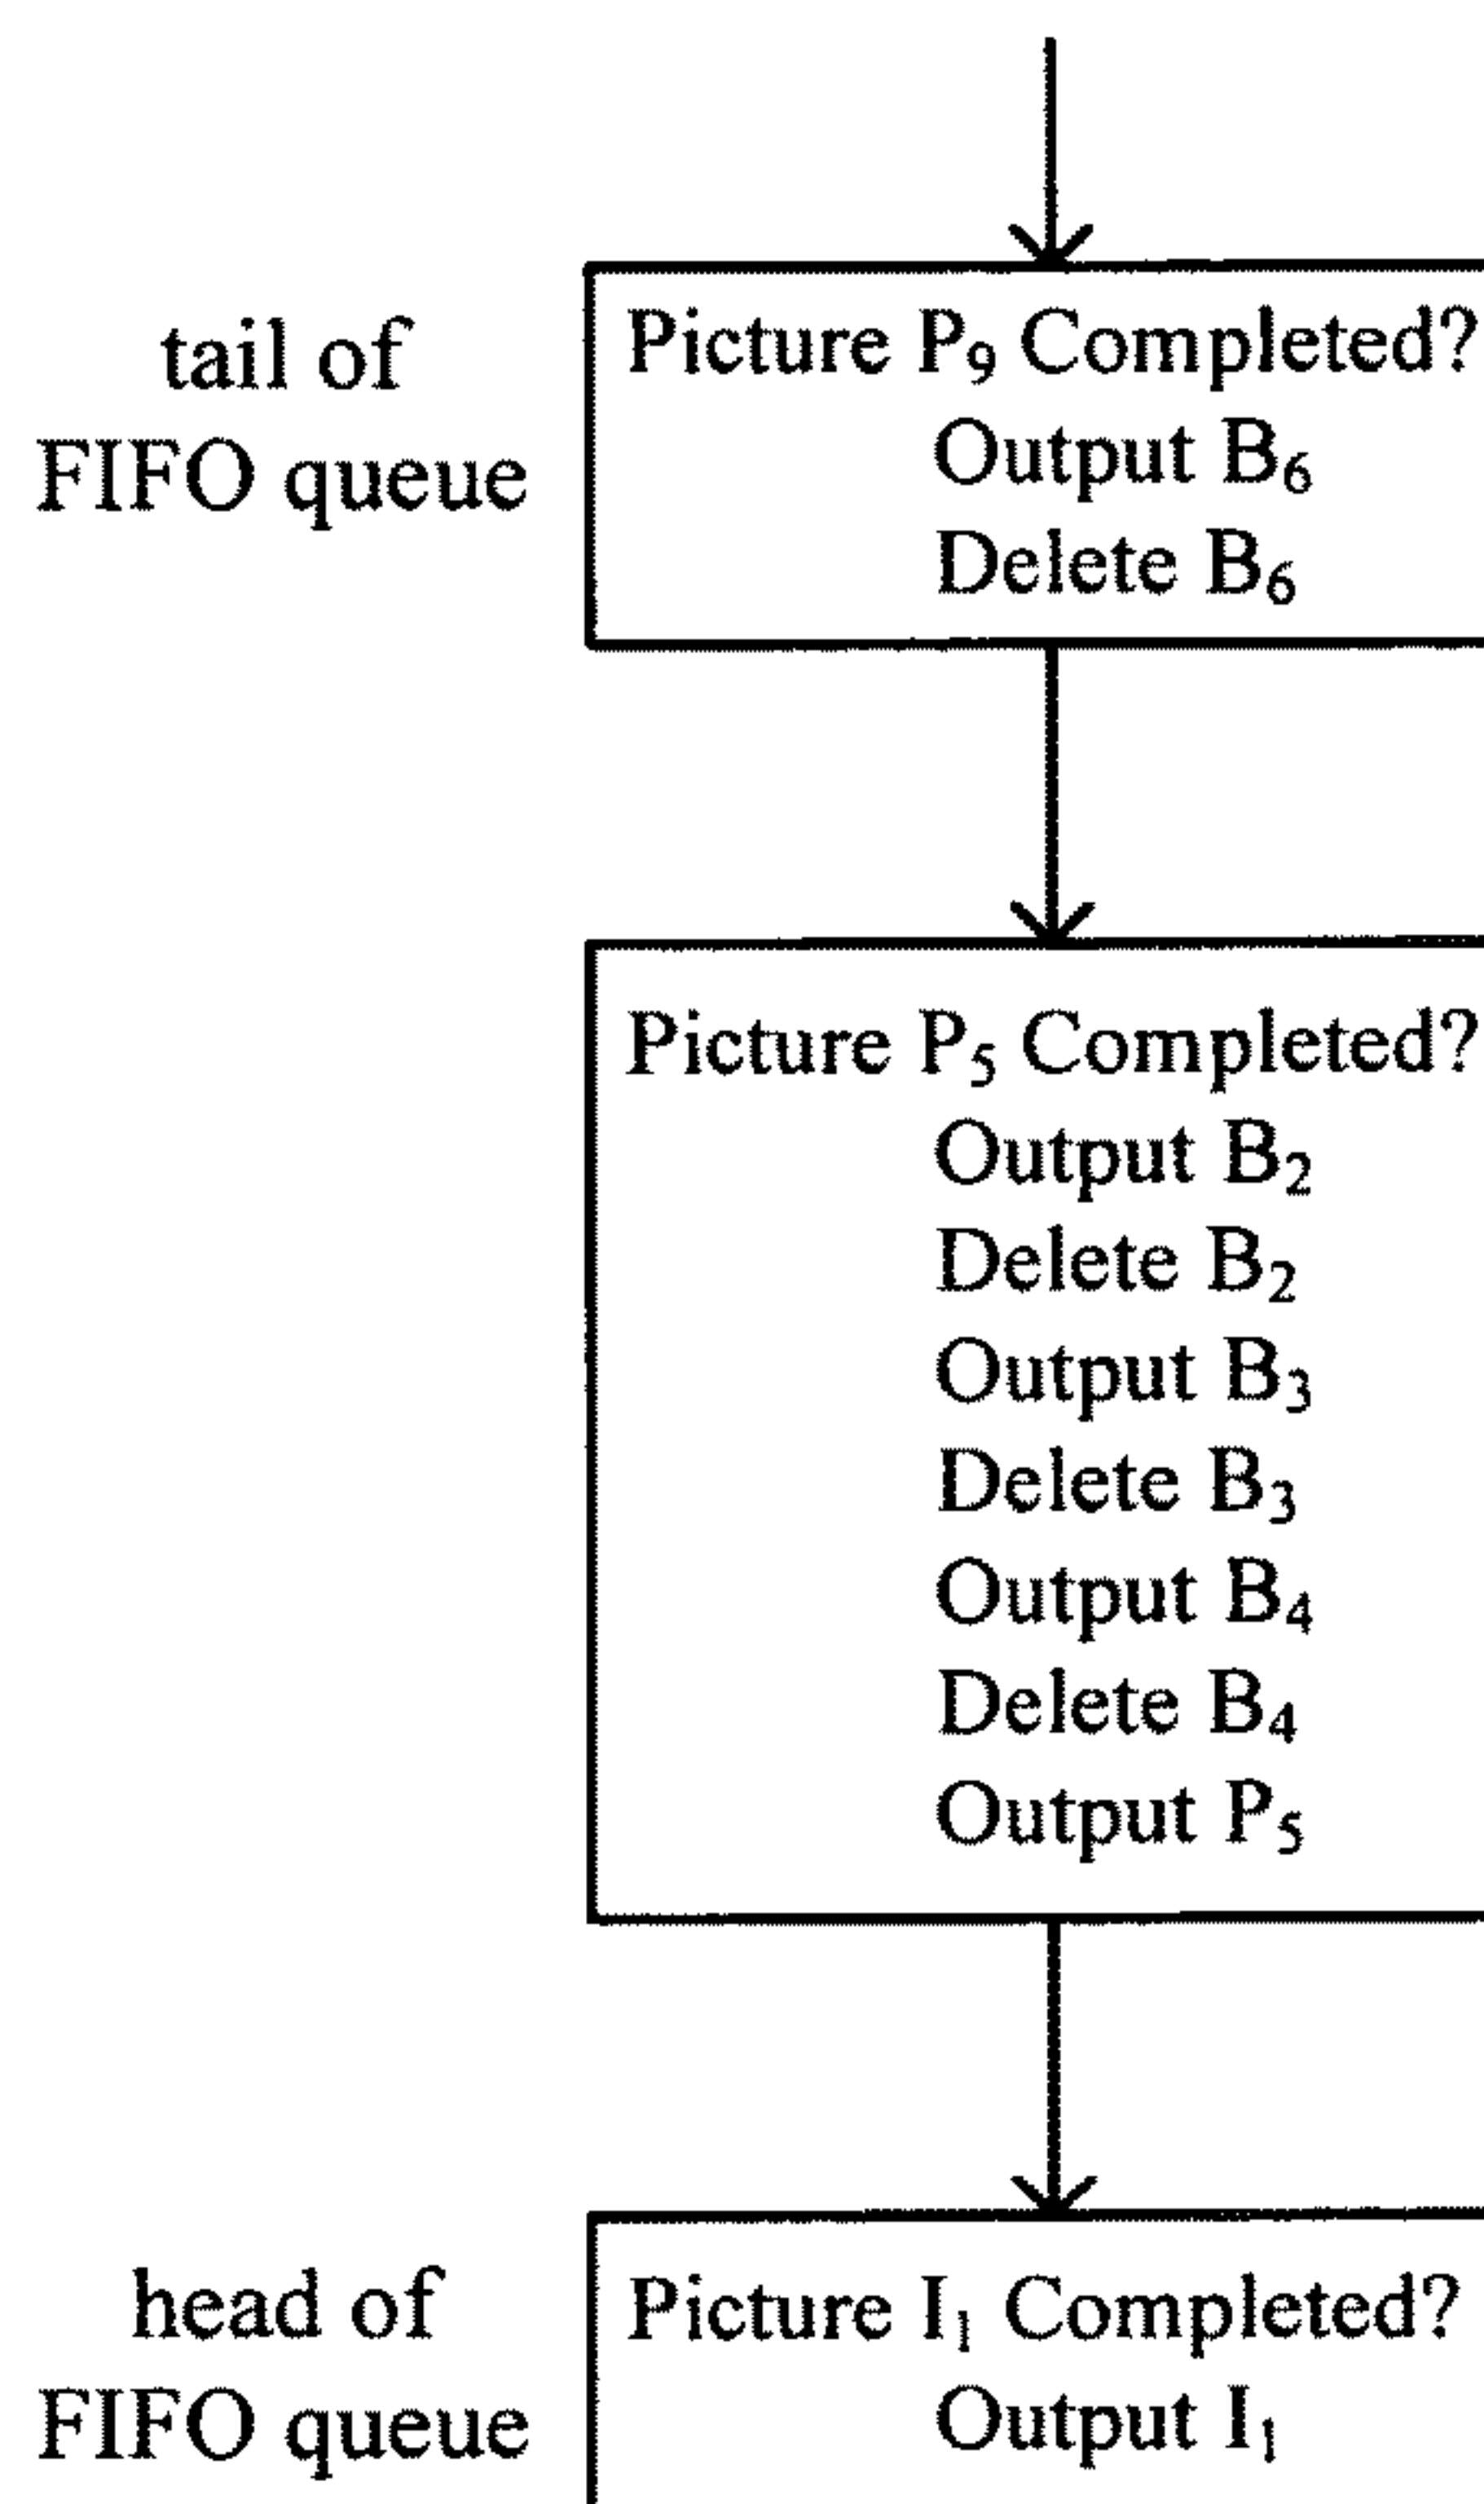 tail of
FIFO queue
Picture P₉ Completed?
Output B₆
Delete B₆
Picture P₅ Completed?
Output B₂
Delete B₂
Output B₃
Delete B₃
Output B₄
Delete B₄
Output P₅
head of
FIFO queue
Picture I₁ Completed?
Output I₁